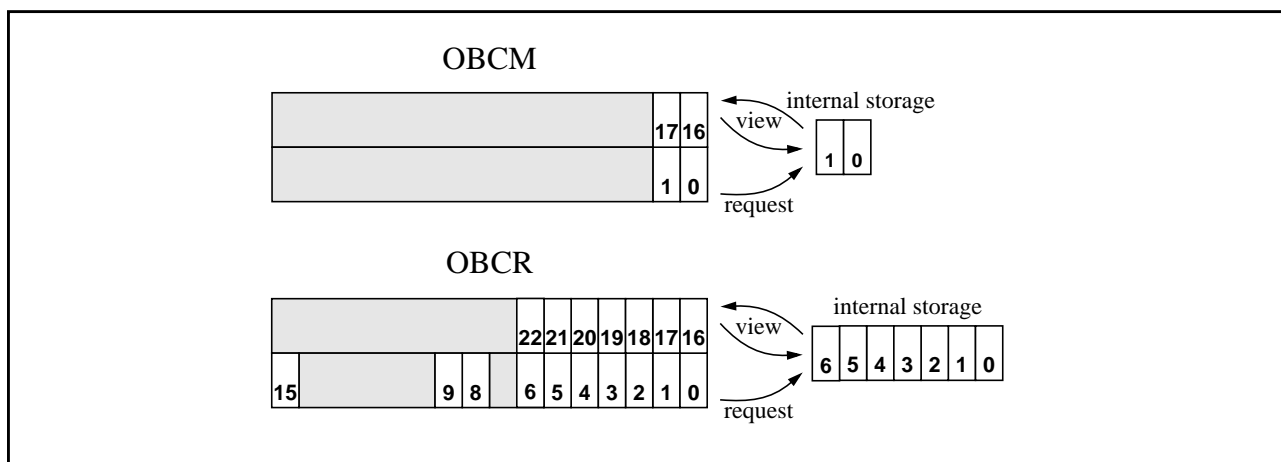 OBCM
internal storage
view
17 16
1 0
1 0
request
OBCR
internal storage
view
22 21 20 19 18 17 16
6 5 4 3 2 1 0
15 9 8 6 5 4 3 2 1 0
request